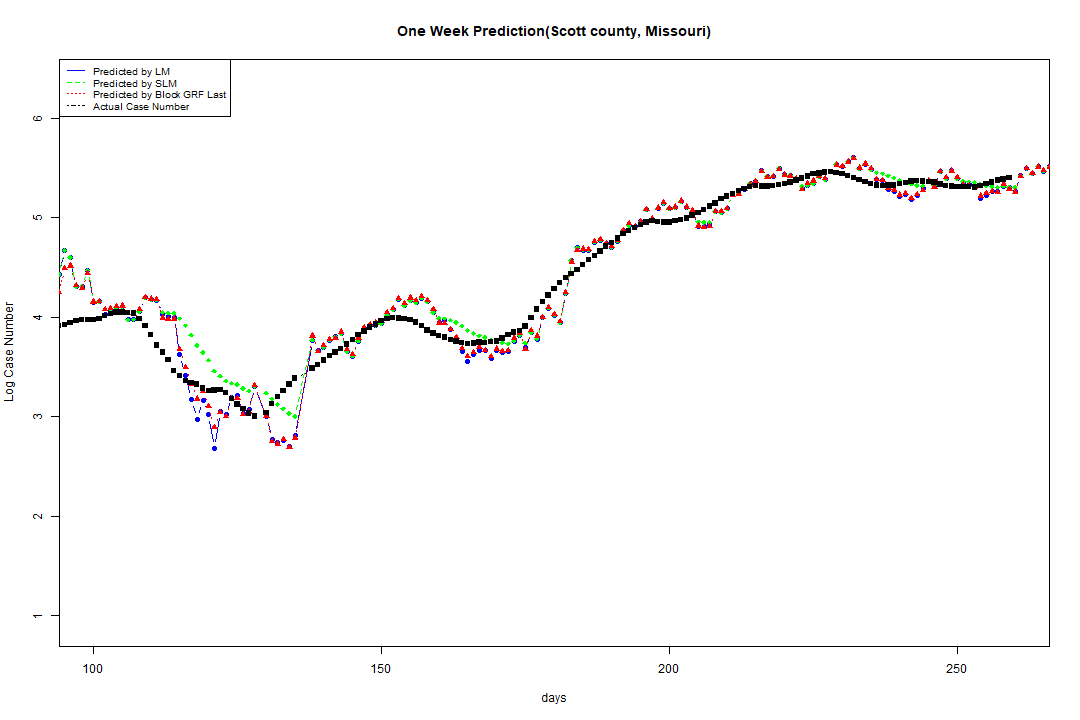 One Week Prediction(Scott county, Missouri)
Predicted by LM
Predicted by SLM
Predicted by Block GRF Last
Actual Case Number
6
5
4
3
2
1
Log Case Number
100 150 200 250
days